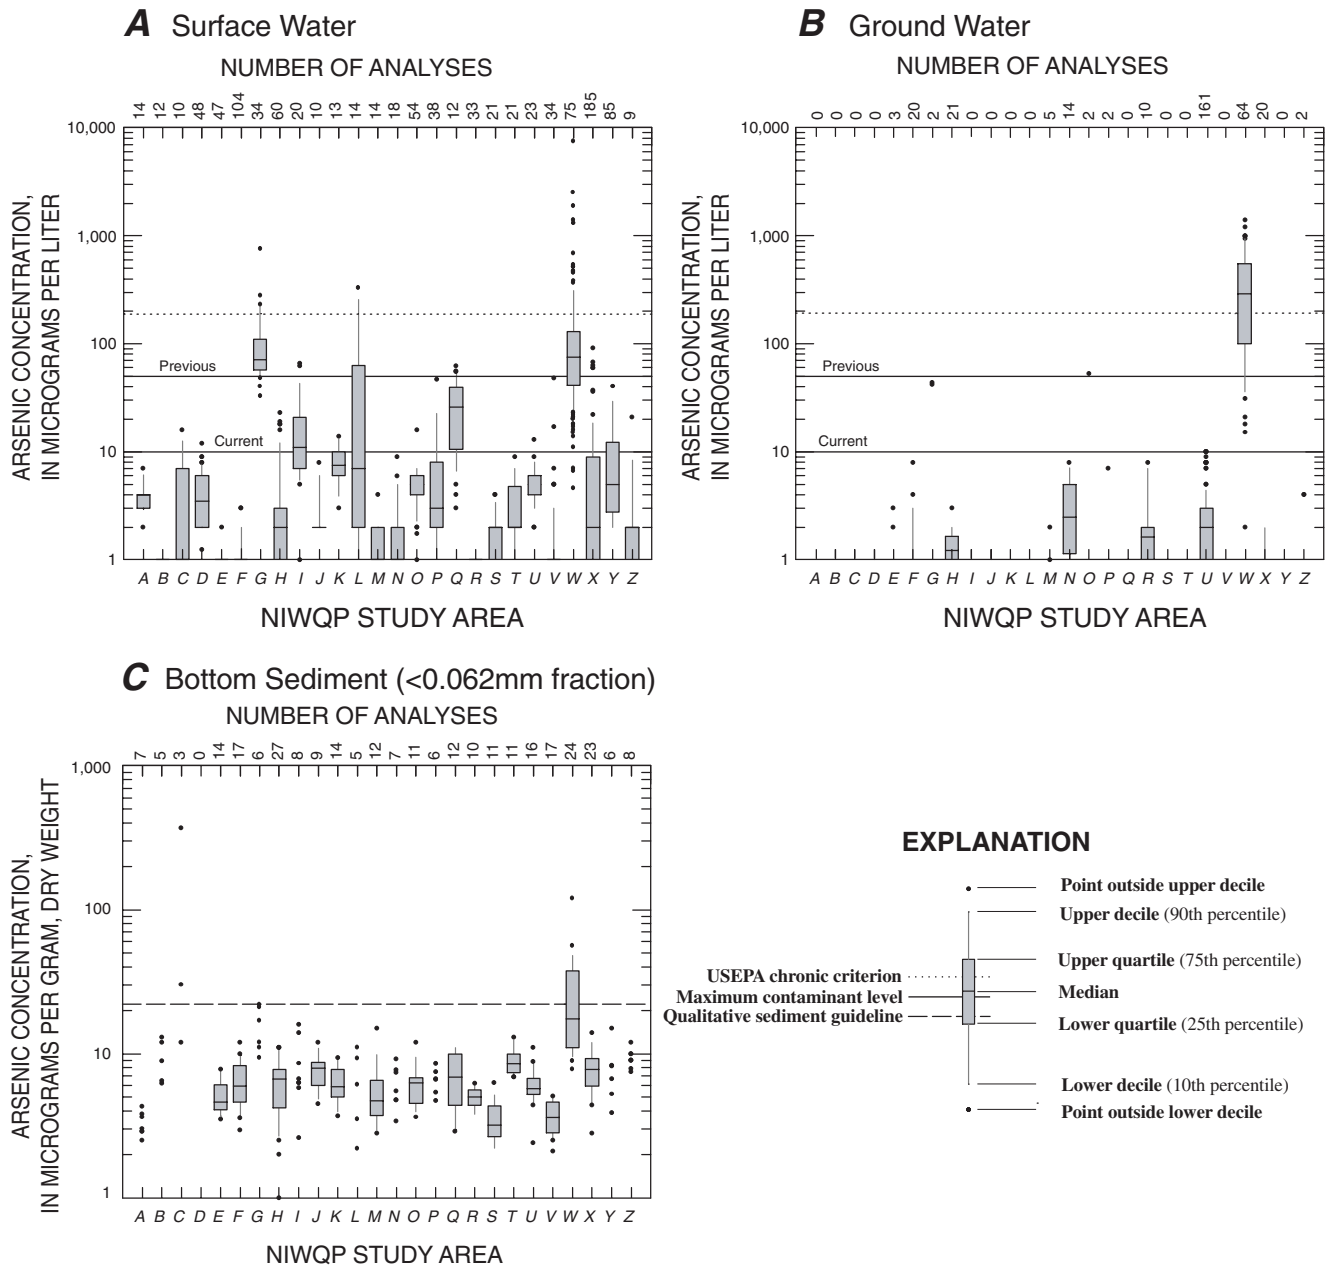 A Surface Water
NUMBER OF ANALYSES
14 12 10 48 47 104 34 60 20 10 13 14 14 18 54 38 12 33 21 21 23 34 75 185 85 9
ARSENIC CONCENTRATION,
IN MICROGRAMS PER LITER
10,000
1,000
100
10
1
Previous
Current
A B C D E F G H I J K L M N O P Q R S T U V W X Y Z
NIWQP STUDY AREA
B Ground Water
NUMBER OF ANALYSES
0 0 0 0 3 20 2 21 0 0 0 0 5 14 2 2 0 10 0 0 161 0 64 20 0 2
ARSENIC CONCENTRATION,
IN MICROGRAMS PER LITER
10,000
1,000
100
10
1
Previous
Current
A B C D E F G H I J K L M N O P Q R S T U V W X Y Z
NIWQP STUDY AREA
C Bottom Sediment (<0.062mm fraction)
NUMBER OF ANALYSES
7 5 3 0 14 17 6 27 8 9 14 5 12 7 11 6 12 10 11 11 16 17 24 23 6 8
ARSENIC CONCENTRATION,
IN MICROGRAMS PER GRAM, DRY WEIGHT
1,000
100
10
1
A B C D E F G H I J K L M N O P Q R S T U V W X Y Z
NIWQP STUDY AREA
EXPLANATION
Point outside upper decile
Upper decile (90th percentile)
Upper quartile (75th percentile)
USEPA chronic criterion
Median
Maximum contaminant level
Qualitative sediment guideline
Lower quartile (25th percentile)
Lower decile (10th percentile)
Point outside lower decile